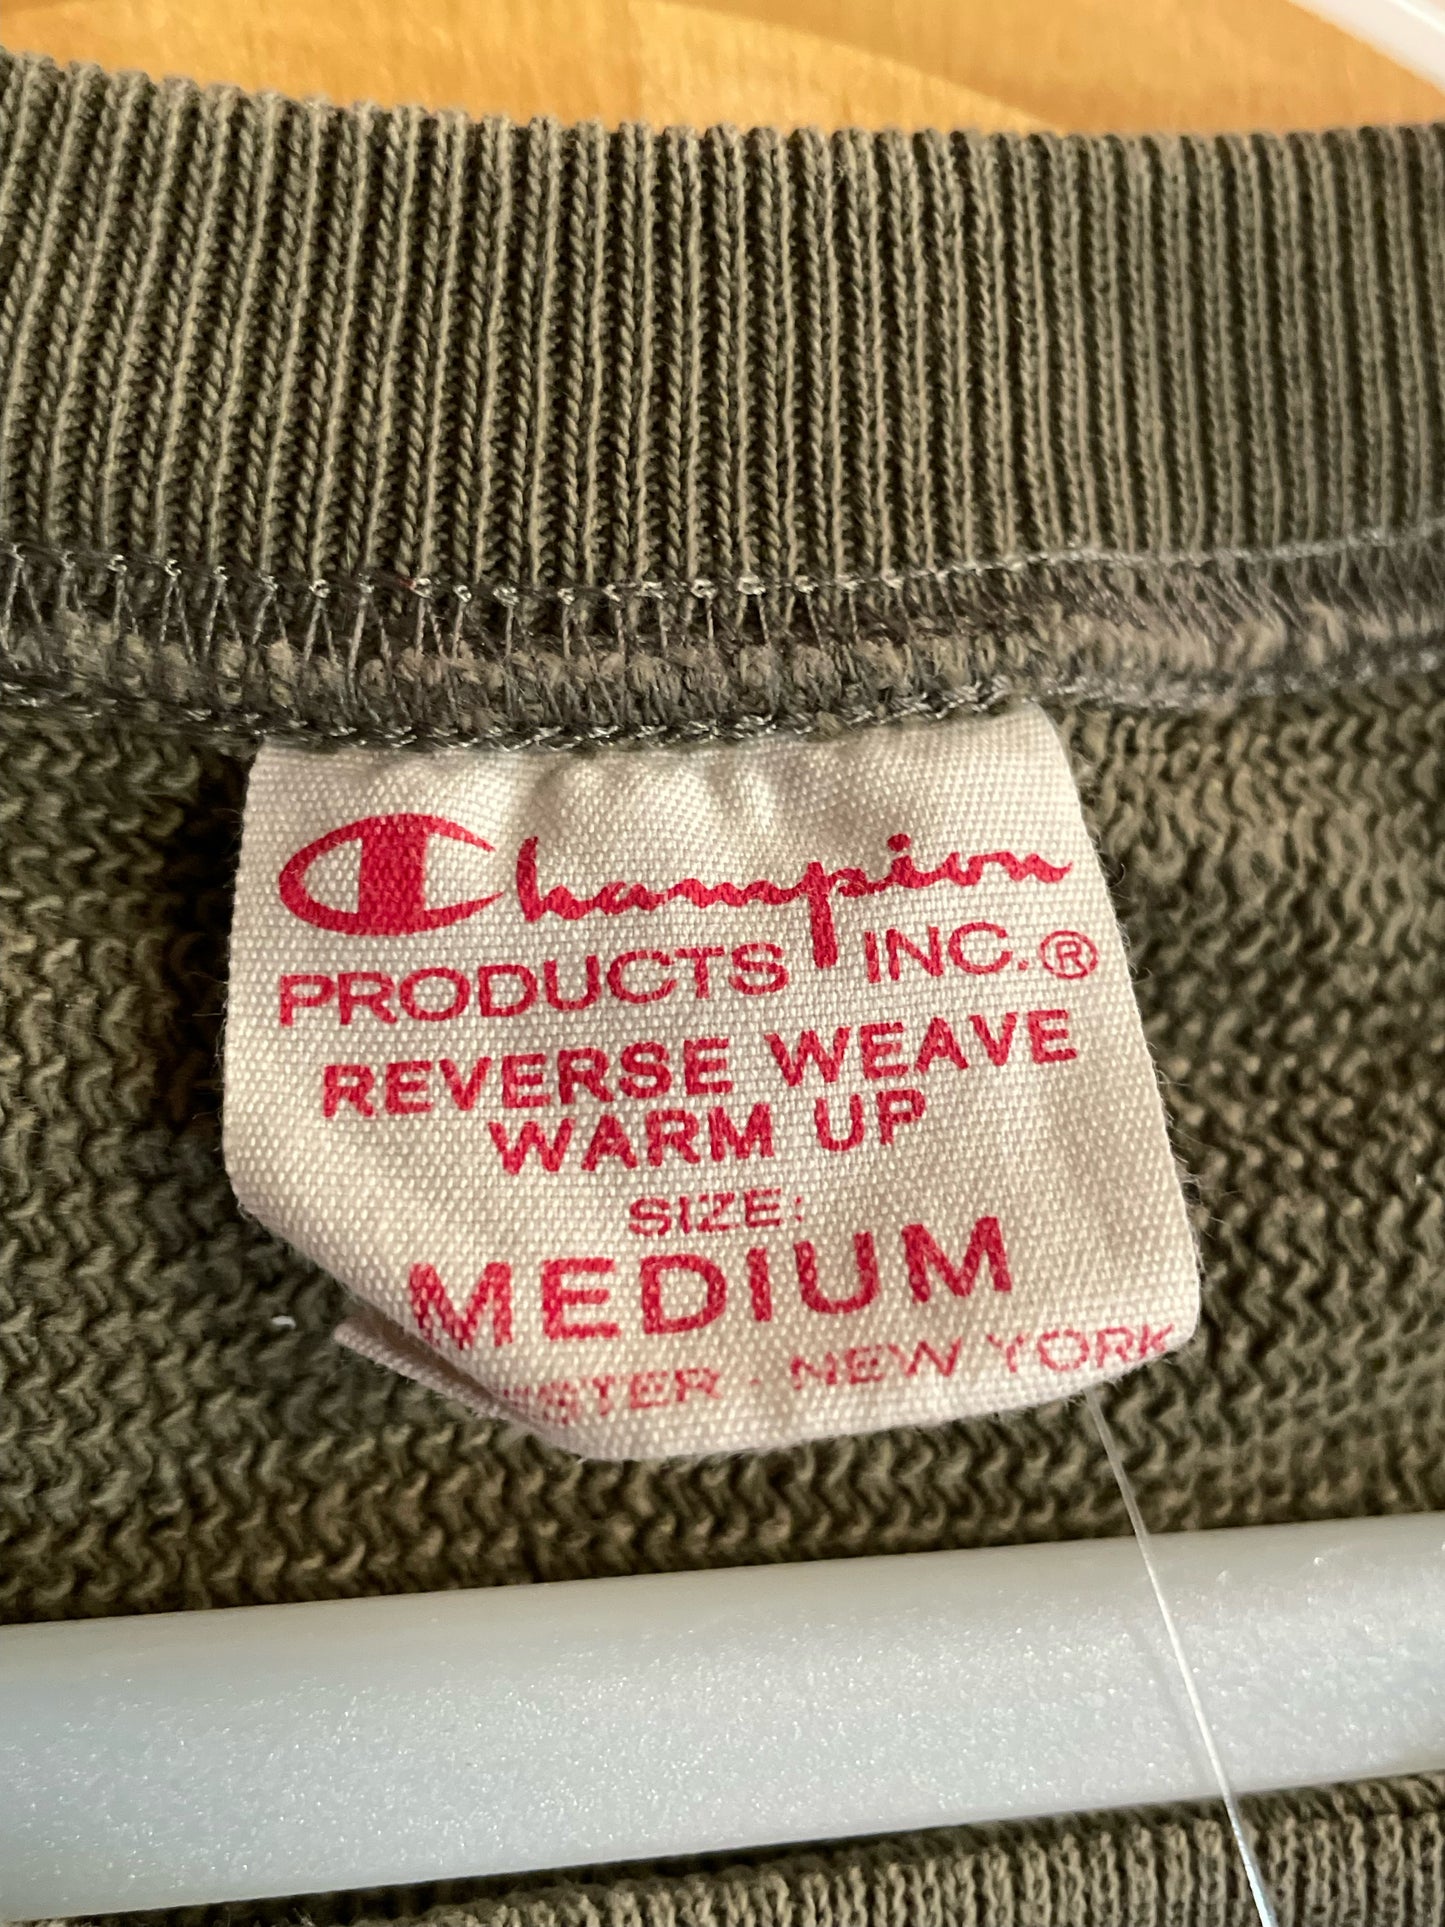 Champion
PRODUCTS INC.®
REVERSE WEAVE
WARM UP
SIZE:
MEDIUM
NEW YORK